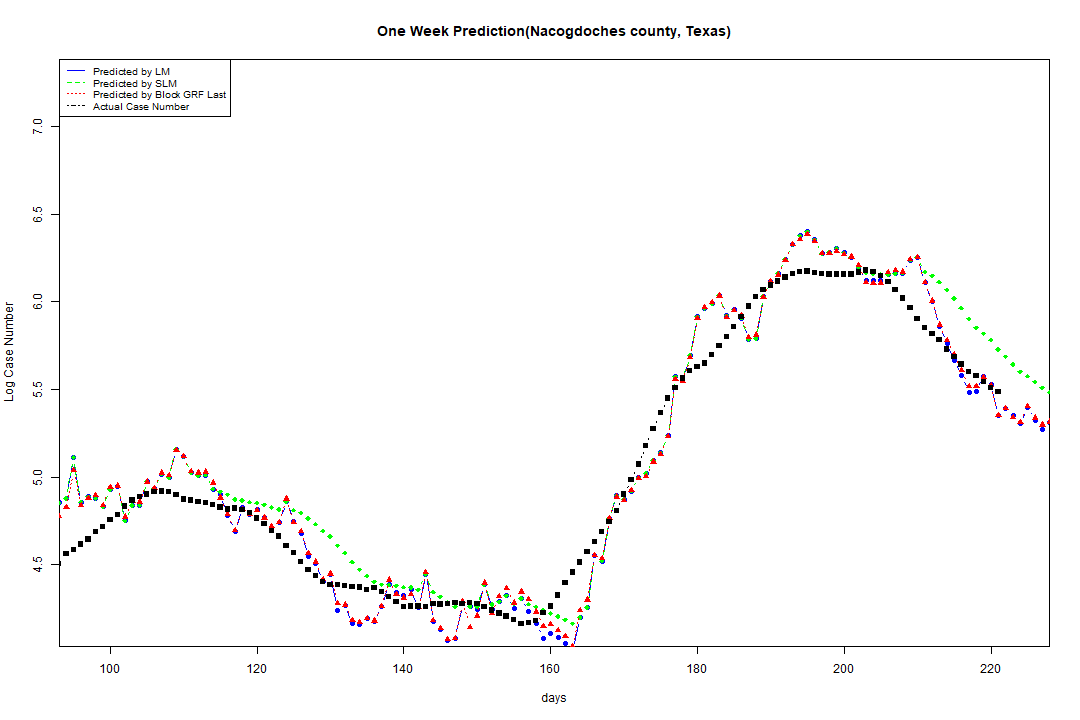 One Week Prediction(Nacogdoches county, Texas)
Predicted by LM
Predicted by SLM
Predicted by Block GRF Last
Actual Case Number
7.0
6.5
6.0
5.5
5.0
4.5
Log Case Number
100 120 140 160 180 200 220
days